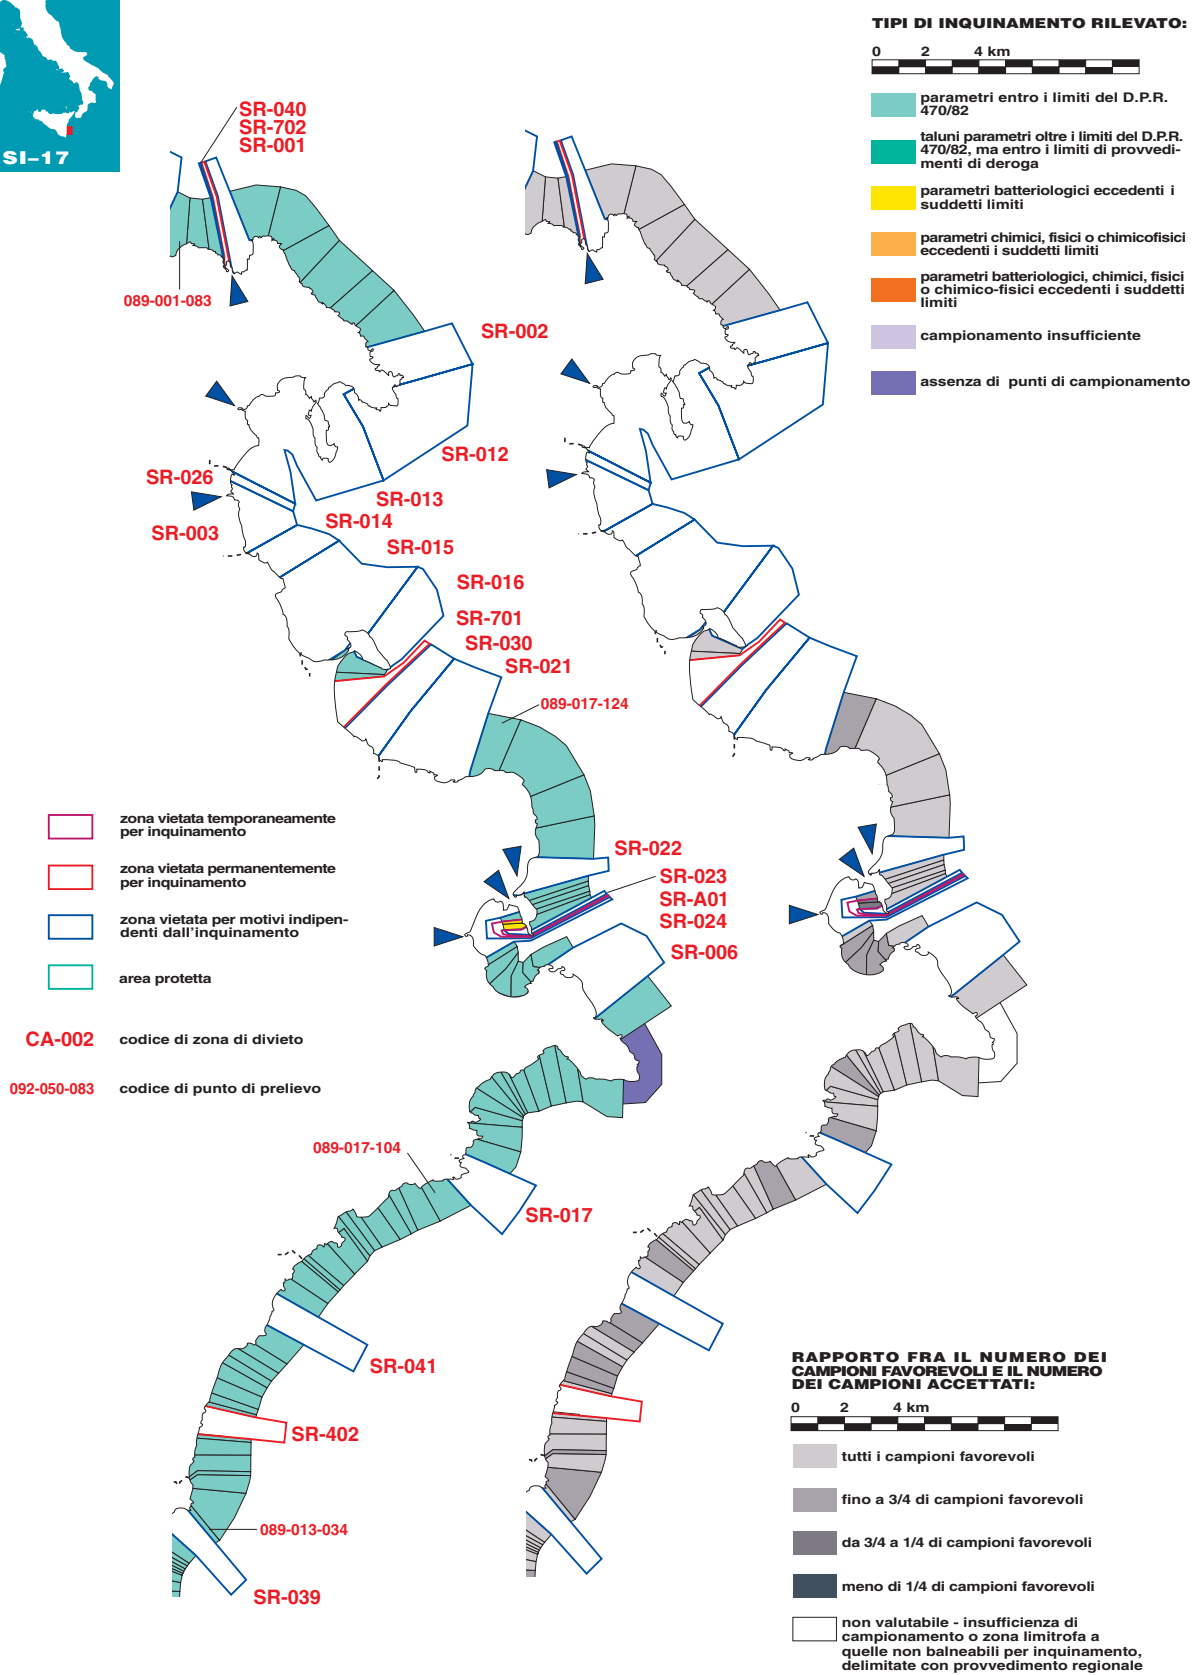 SI–17
TIPI DI INQUINAMENTO RILEVATO:
0 2 4 km
parametri entro i limiti del D.P.R.
470/82
taluni parametri oltre i limiti del D.P.R.
470/82, ma entro i limiti di provvedi-
menti di deroga
parametri batteriologici eccedenti i
suddetti limiti
parametri chimici, fisici o chimicofisici
eccedenti i suddetti limiti
parametri batteriologici, chimici, fisici
o chimico-fisici eccedenti i suddetti
limiti
campionamento insufficiente
assenza di punti di campionamento
SR-040
SR-702
SR-001
089-001-083
SR-002
SR-012
SR-026
SR-013
SR-003
SR-014
SR-015
SR-016
SR-701
SR-030
SR-021
089-017-124
SR-022
SR-023
SR-A01
SR-024
SR-006
zona vietata temporaneamente
per inquinamento
zona vietata permanentemente
per inquinamento
zona vietata per motivi indipen-
denti dall'inquinamento
area protetta
CA-002 codice di zona di divieto
092-050-083 codice di punto di prelievo
089-017-104
SR-017
SR-041
SR-402
089-013-034
SR-039
RAPPORTO FRA IL NUMERO DEI
CAMPIONI FAVOREVOLI E IL NUMERO
DEI CAMPIONI ACCETTATI:
0 2 4 km
tutti i campioni favorevoli
fino a 3/4 di campioni favorevoli
da 3/4 a 1/4 di campioni favorevoli
meno di 1/4 di campioni favorevoli
non valutabile - insufficienza di
campionamento o zona limitrofa a
quelle non balneabili per inquinamento,
delimitate con provvedimento regionale